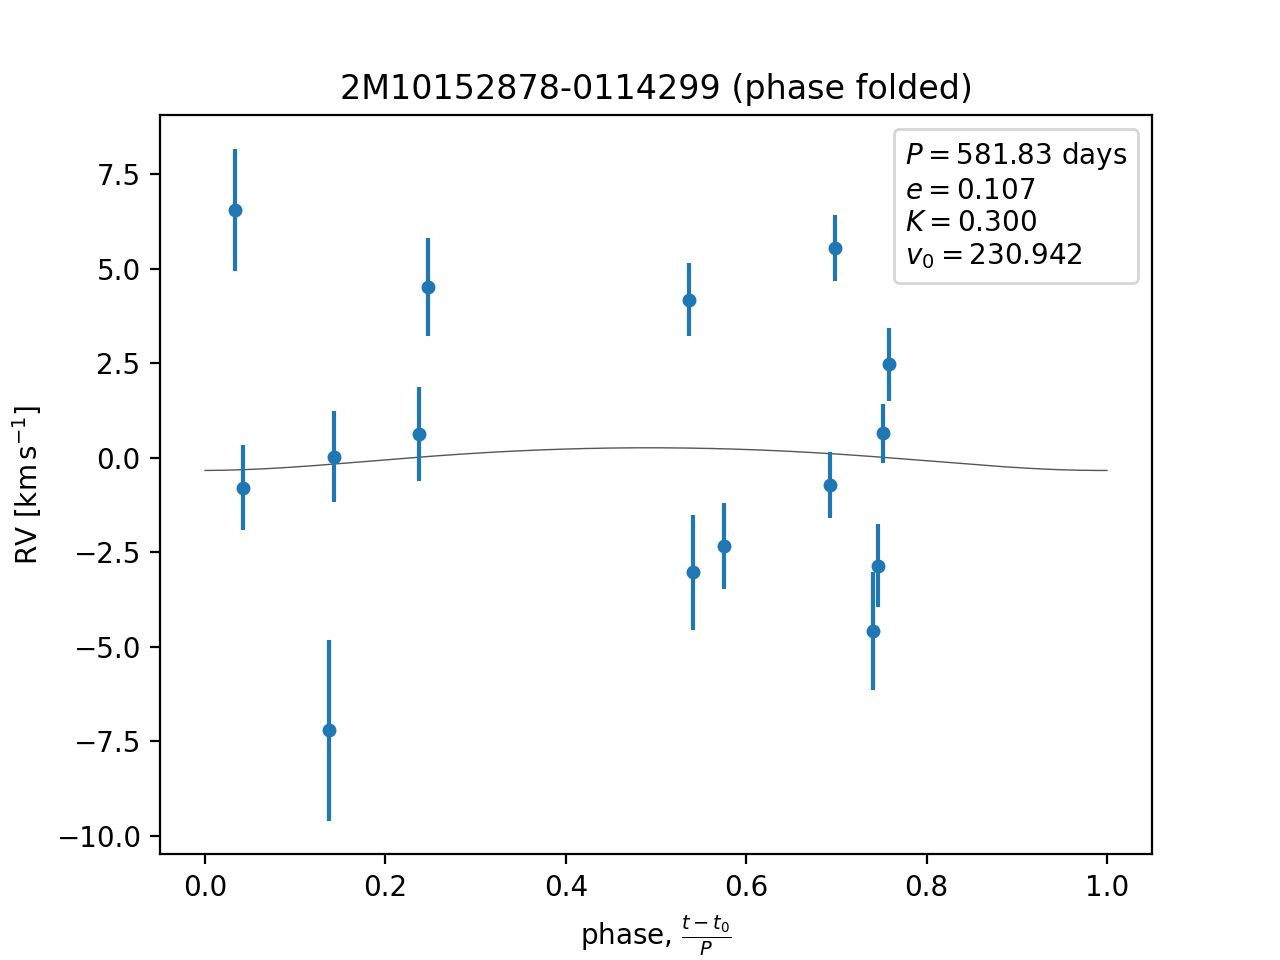 2M10152878-0114299 (phase folded)
P = 581.83 days
e = 0.107
K = 0.300
v₀ = 230.942
RV [km s⁻¹]
7.5
5.0
2.5
0.0
−2.5
−5.0
−7.5
−10.0
0.0 0.2 0.4 0.6 0.8 1.0
phase, (t − t₀)/P